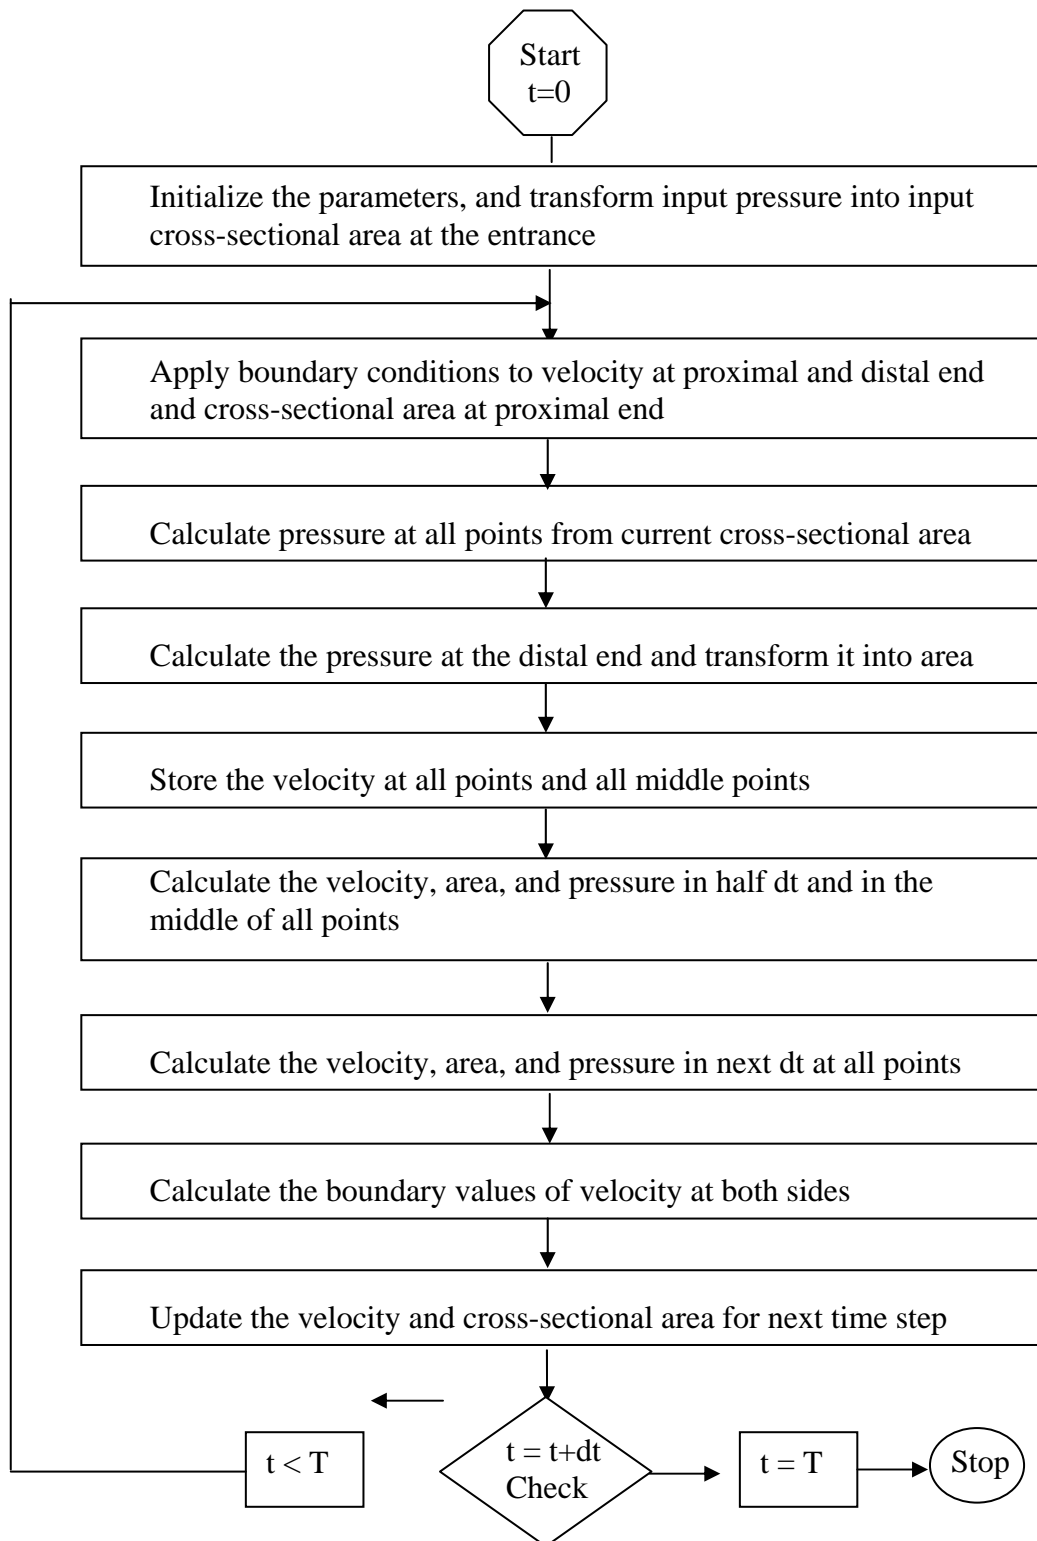 Start
t=0
Initialize the parameters, and transform input pressure into input
cross-sectional area at the entrance
Apply boundary conditions to velocity at proximal and distal end
and cross-sectional area at proximal end
Calculate pressure at all points from current cross-sectional area
Calculate the pressure at the distal end and transform it into area
Store the velocity at all points and all middle points
Calculate the velocity, area, and pressure in half dt and in the
middle of all points
Calculate the velocity, area, and pressure in next dt at all points
Calculate the boundary values of velocity at both sides
Update the velocity and cross-sectional area for next time step
t < T
t = t+dt
Check
t = T
Stop